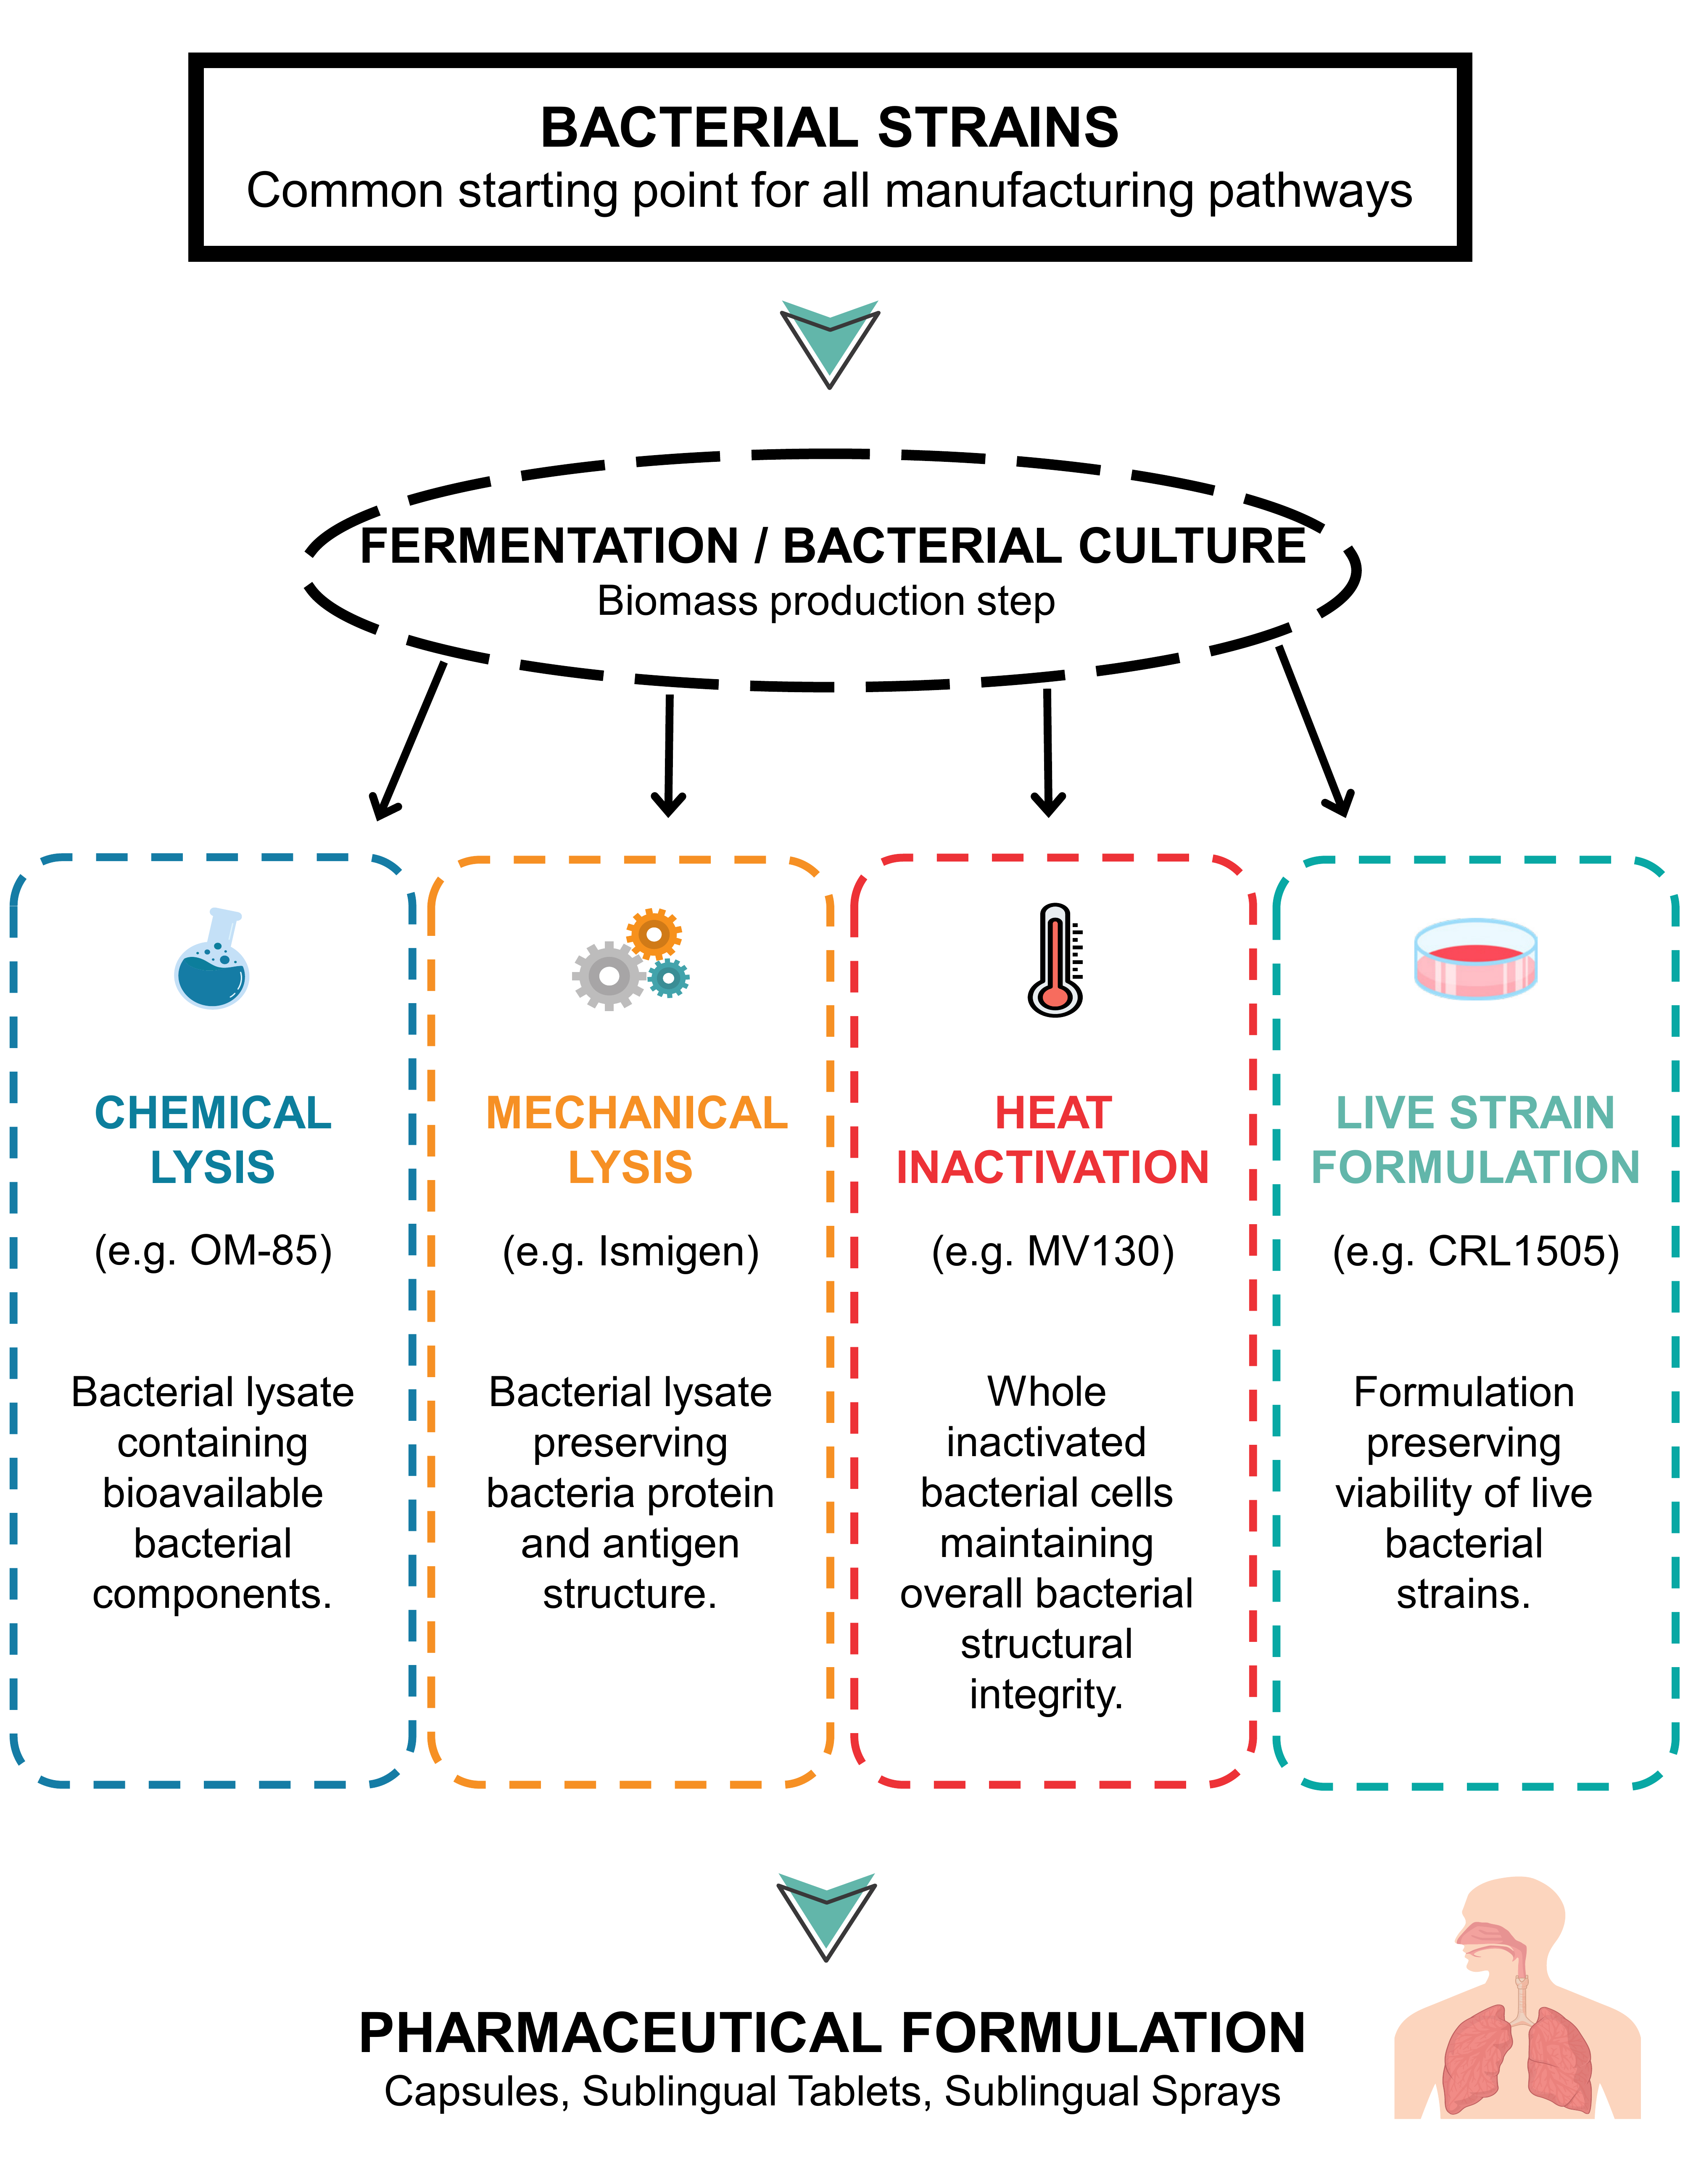 BACTERIAL STRAINS
Common starting point for all manufacturing pathways
FERMENTATION / BACTERIAL CULTURE
Biomass production step
CHEMICAL
LYSIS
(e.g. OM-85)
Bacterial lysate
containing
bioavailable
bacterial
components.
MECHANICAL
LYSIS
(e.g. Ismigen)
Bacterial lysate
preserving
bacteria protein
and antigen
structure.
HEAT
INACTIVATION
(e.g. MV130)
Whole
inactivated
bacterial cells
maintaining
overall bacterial
structural
integrity.
LIVE STRAIN
FORMULATION
(e.g. CRL1505)
Formulation
preserving
viability of live
bacterial
strains.
PHARMACEUTICAL FORMULATION
Capsules, Sublingual Tablets, Sublingual Sprays